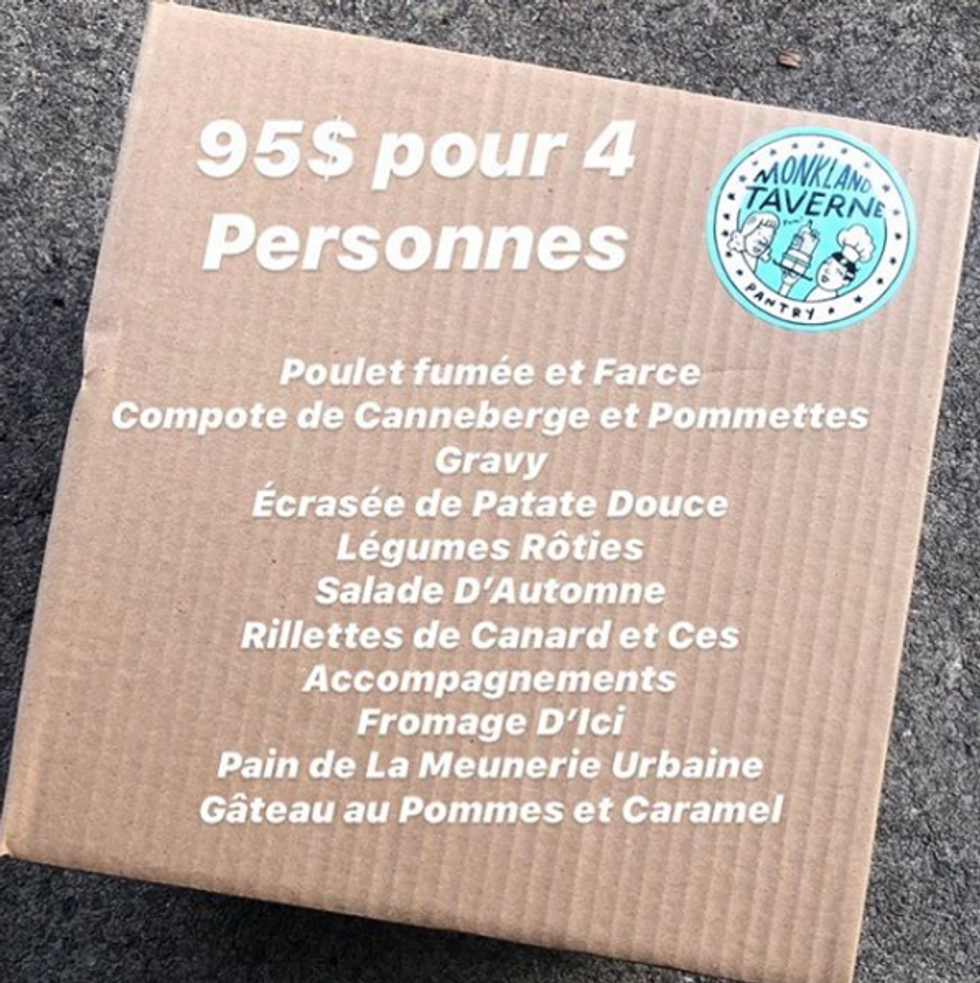 95$ pour 4
Personnes
MONKLAND
TAVERNE
PANTRY
Poulet fumée et Farce
Compote de Canneberge et Pommettes
Gravy
Écrasée de Patate Douce
Légumes Rôties
Salade D'Automne
Rillettes de Canard et Ces
Accompagnements
Fromage D'Ici
Pain de La Meunerie Urbaine
Gâteau au Pommes et Caramel